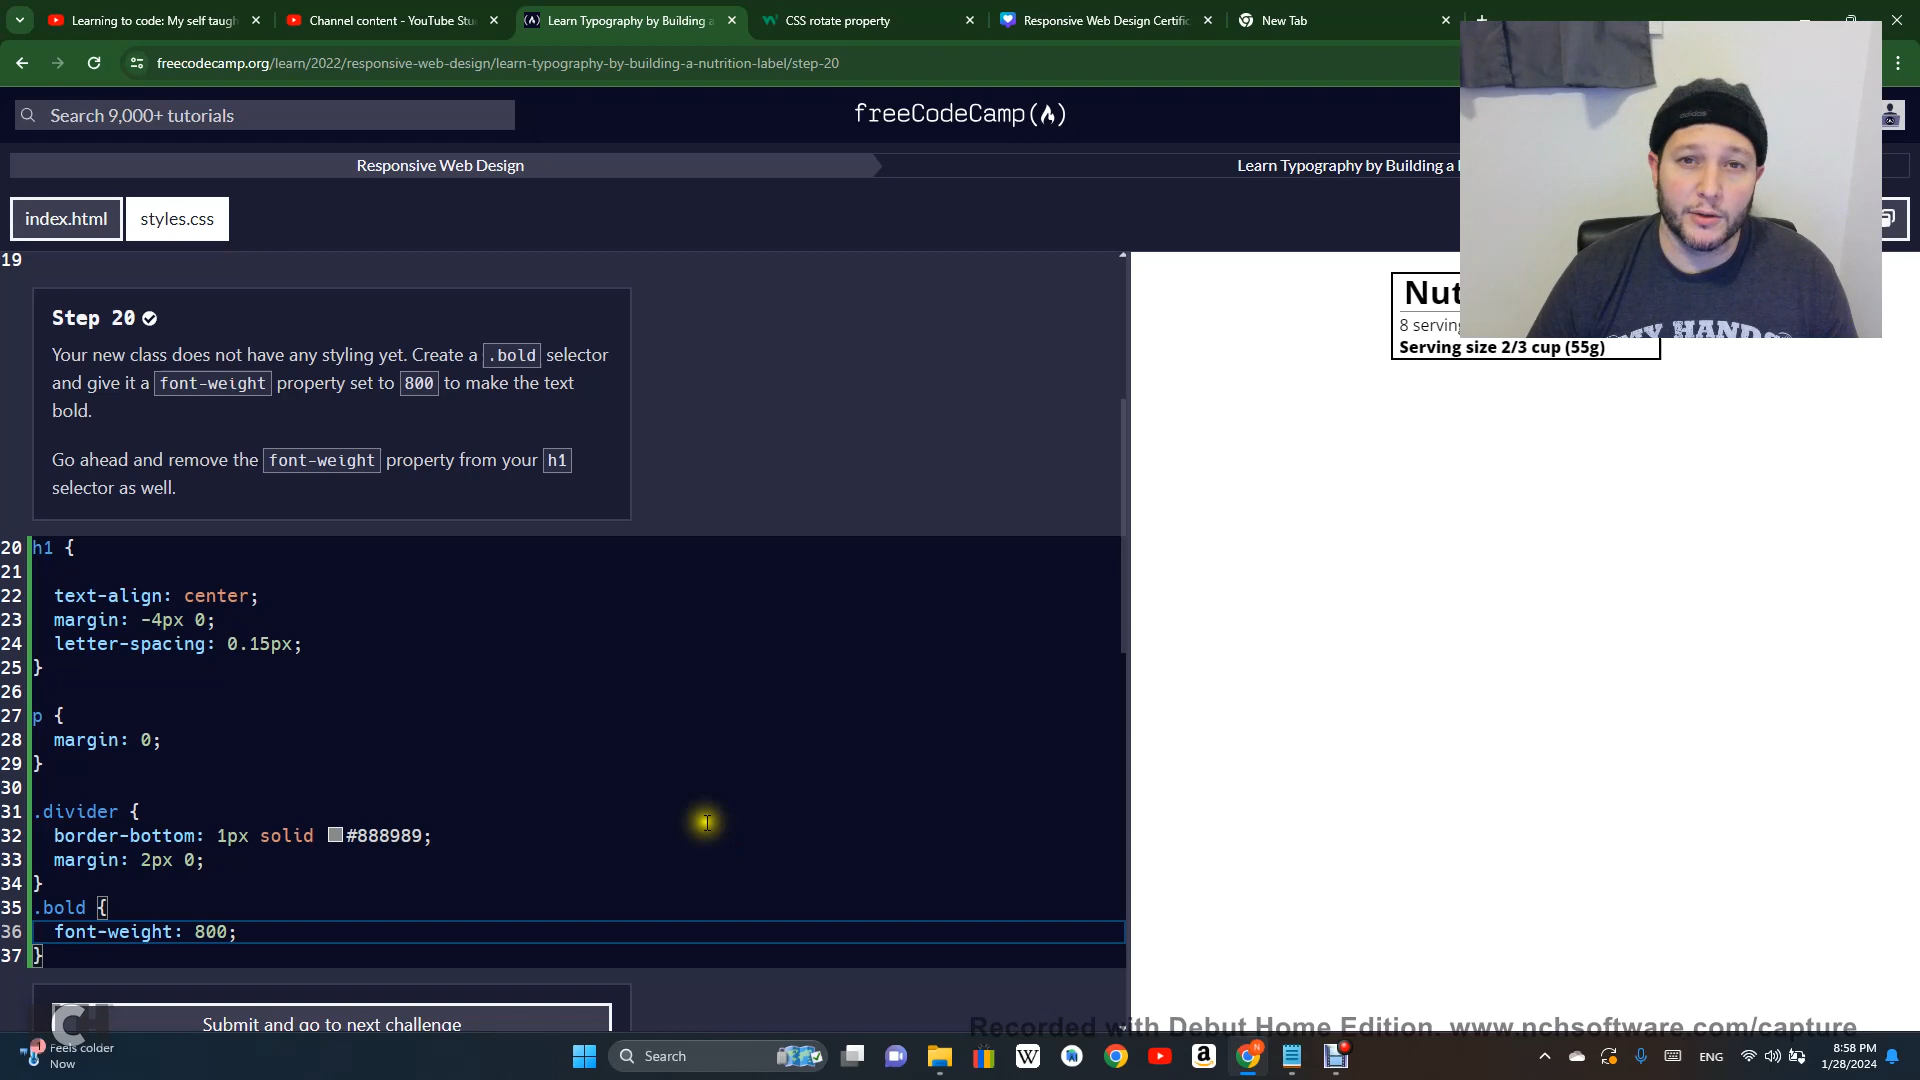 Learning to code: My self taugh
Channel content - YouTube Stu
Learn Typography by Building a
CSS rotate property
Responsive Web Design Certific
New Tab
freecodecamp.org/learn/2022/responsive-web-design/learn-typography-by-building-a-nutrition-label/step-20
Search 9,000+ tutorials
freeCodeCamp
Responsive Web Design
Learn Typography by Building a
index.html
styles.css
19
Step 20
Your new class does not have any styling yet. Create a .bold selector
and give it a font-weight property set to 800 to make the text
bold.
Go ahead and remove the font-weight property from your h1
selector as well.
20 h1 {
21
22 text-align: center;
23 margin: -4px 0;
24 letter-spacing: 0.15px;
25 }
26
27 p {
28 margin: 0;
29 }
30
31 .divider {
32 border-bottom: 1px solid #888989;
33 margin: 2px 0;
34 }
35 .bold {
36 font-weight: 800;
37 }
Submit and go to next challenge
Nut
8 serving
Serving size 2/3 cup (55g)
adidas
MY HANDS
Recorded with Debut Home Edition. www.nchsoftware.com/capture
Feels colder
Now
Search
ENG
8:58 PM
1/28/2024